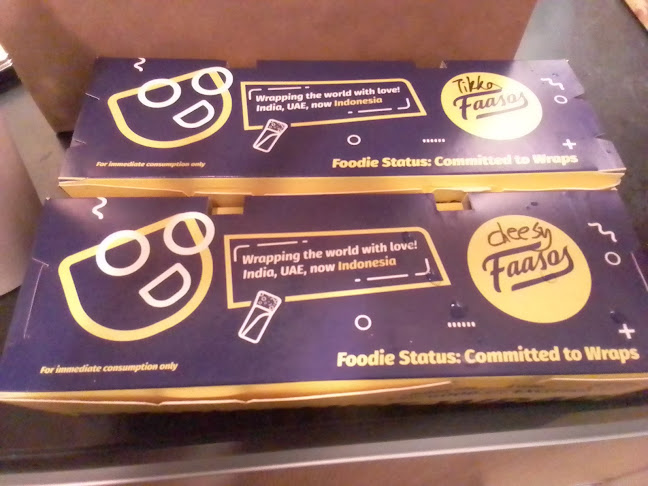 Tikka
Faasos
Wrapping the world with love!
India, UAE, now Indonesia
For immediate consumption only
Foodie Status: Committed to Wraps
cheesy
Faasos
Wrapping the world with love!
India, UAE, now Indonesia
Foodie Status: Committed to Wraps
For immediate consumption only